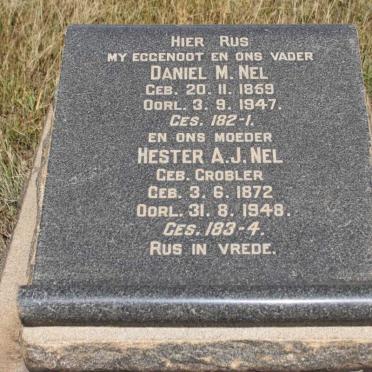 HIER RUS
MY EGGENOOT EN ONS VADER
DANIEL M. NEL
GEB. 20. 11. 1869
OORL. 3. 9. 1947.
GES. 182-1.
EN ONS MOEDER
HESTER A.J. NEL
GEB. GROBLER
GEB. 3. 6. 1872
OORL. 31. 8. 1948.
GES. 183-4.
RUS IN VREDE.